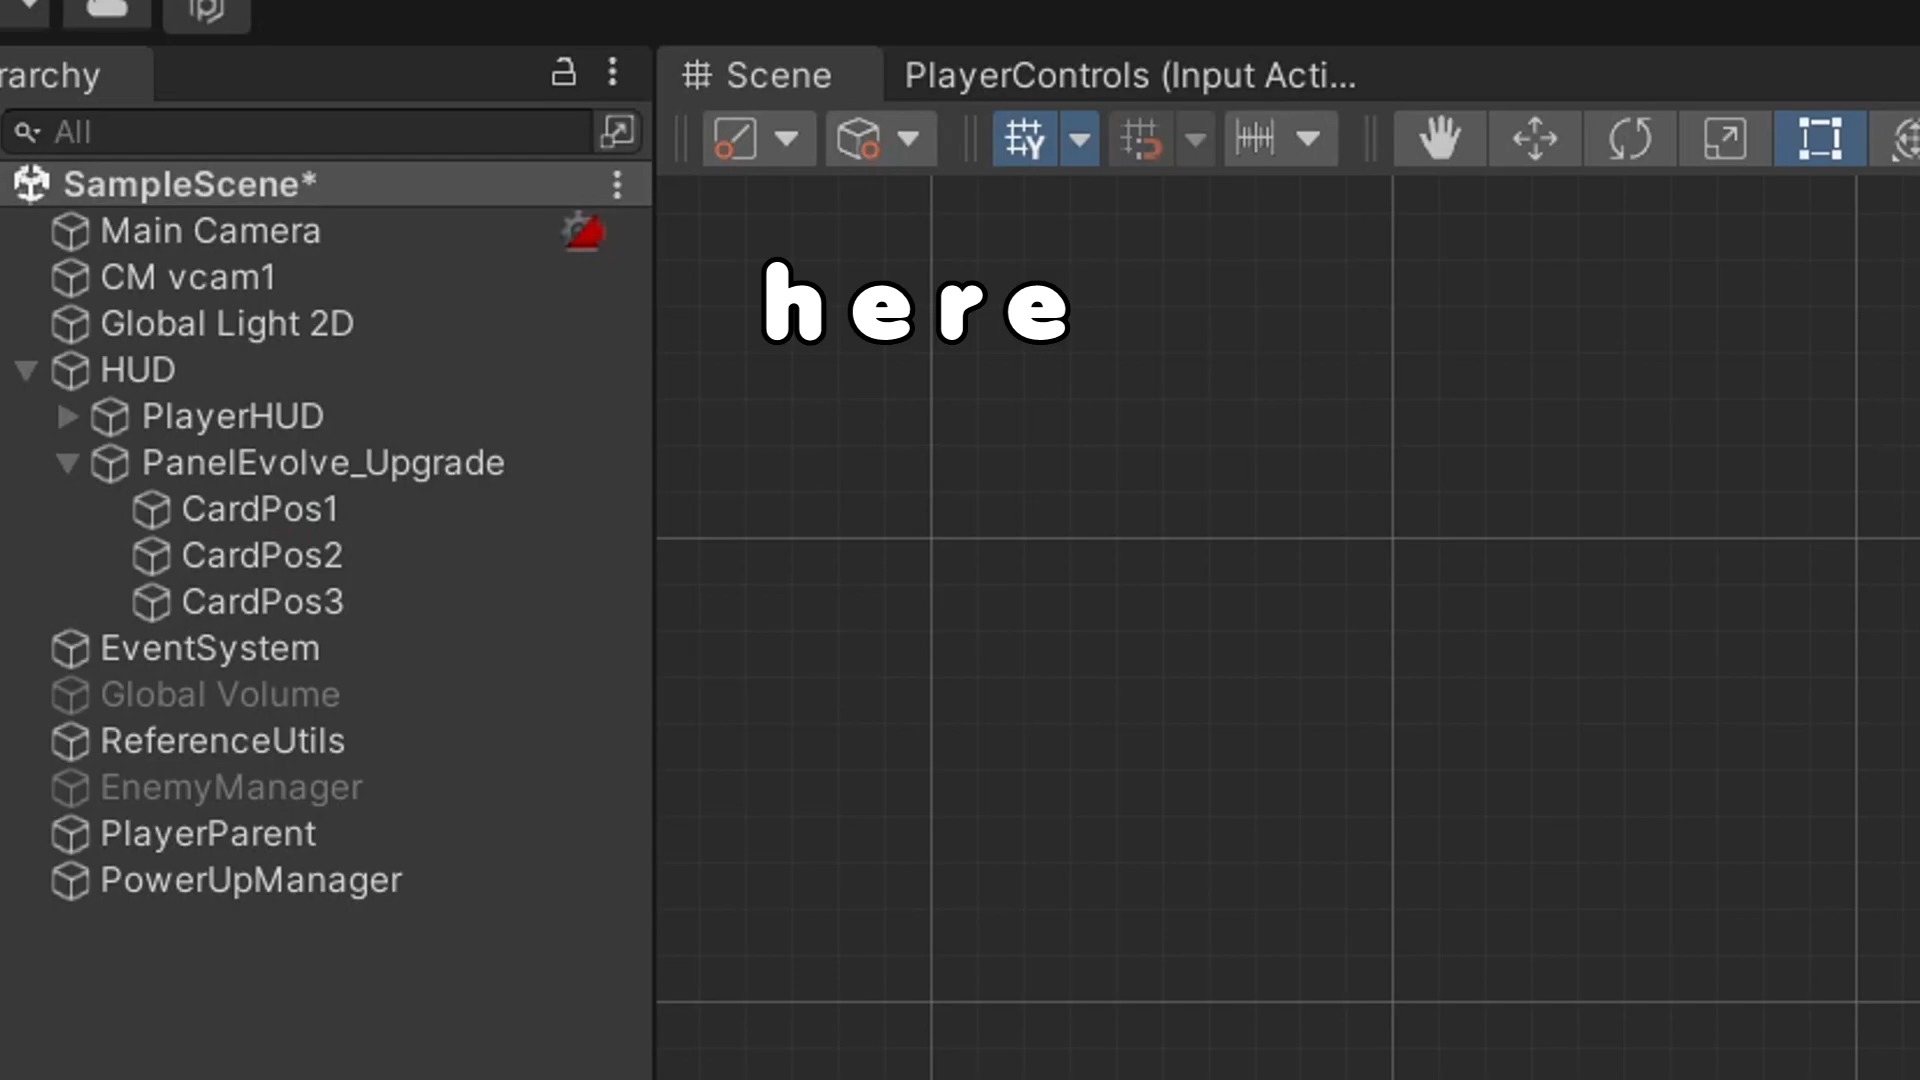 rarchy
Scene
PlayerControls (Input Acti...
All
SampleScene*
Main Camera
CM vcam1
Global Light 2D
HUD
PlayerHUD
PanelEvolve_Upgrade
CardPos1
CardPos2
CardPos3
EventSystem
Global Volume
ReferenceUtils
EnemyManager
PlayerParent
PowerUpManager
here